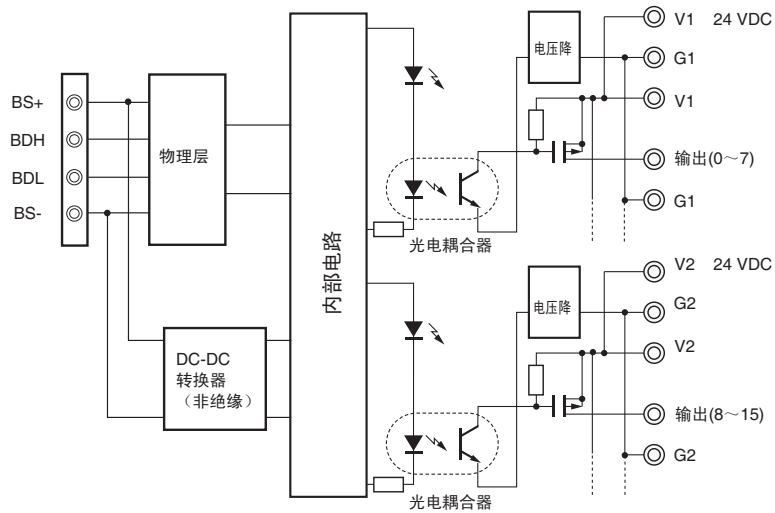 BS+
BDH
BDL
BS-
物理层
DC-DC
转换器
（非绝缘）
内部电路
光电耦合器
电压降
V1 24 VDC
G1
V1
输出(0～7)
G1
光电耦合器
电压降
V2 24 VDC
G2
V2
输出(8～15)
G2